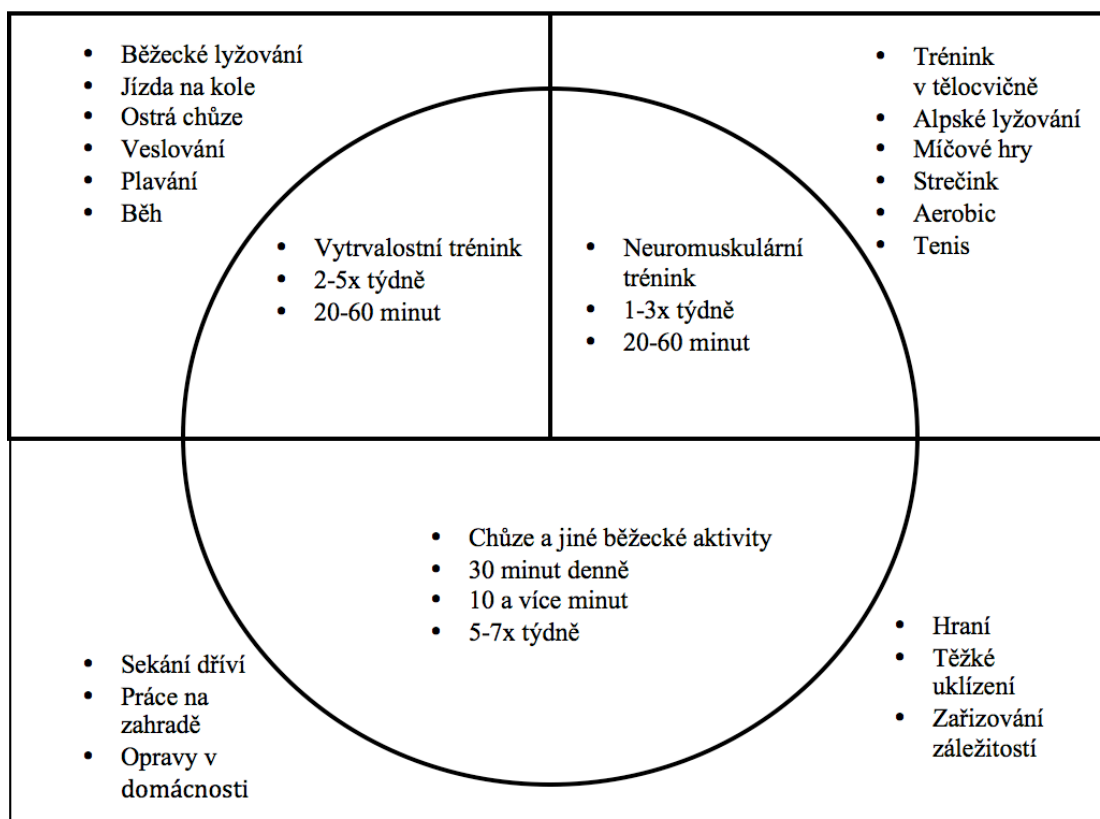 • Běžecké lyžování
• Jízda na kole
• Ostrá chůze
• Veslování
• Plavání
• Běh
• Trénink
v tělocvičně
• Alpské lyžování
• Míčové hry
• Strečink
• Aerobic
• Tenis
• Vytrvalostní trénink
• 2-5x týdně
• 20-60 minut
• Neuromuskulární
trénink
• 1-3x týdně
• 20-60 minut
• Chůze a jiné běžecké aktivity
• 30 minut denně
• 10 a více minut
• 5-7x týdně
• Sekání dříví
• Práce na
zahradě
• Opravy v
domácnosti
• Hraní
• Těžké
uklízení
• Zařizování
záležitostí